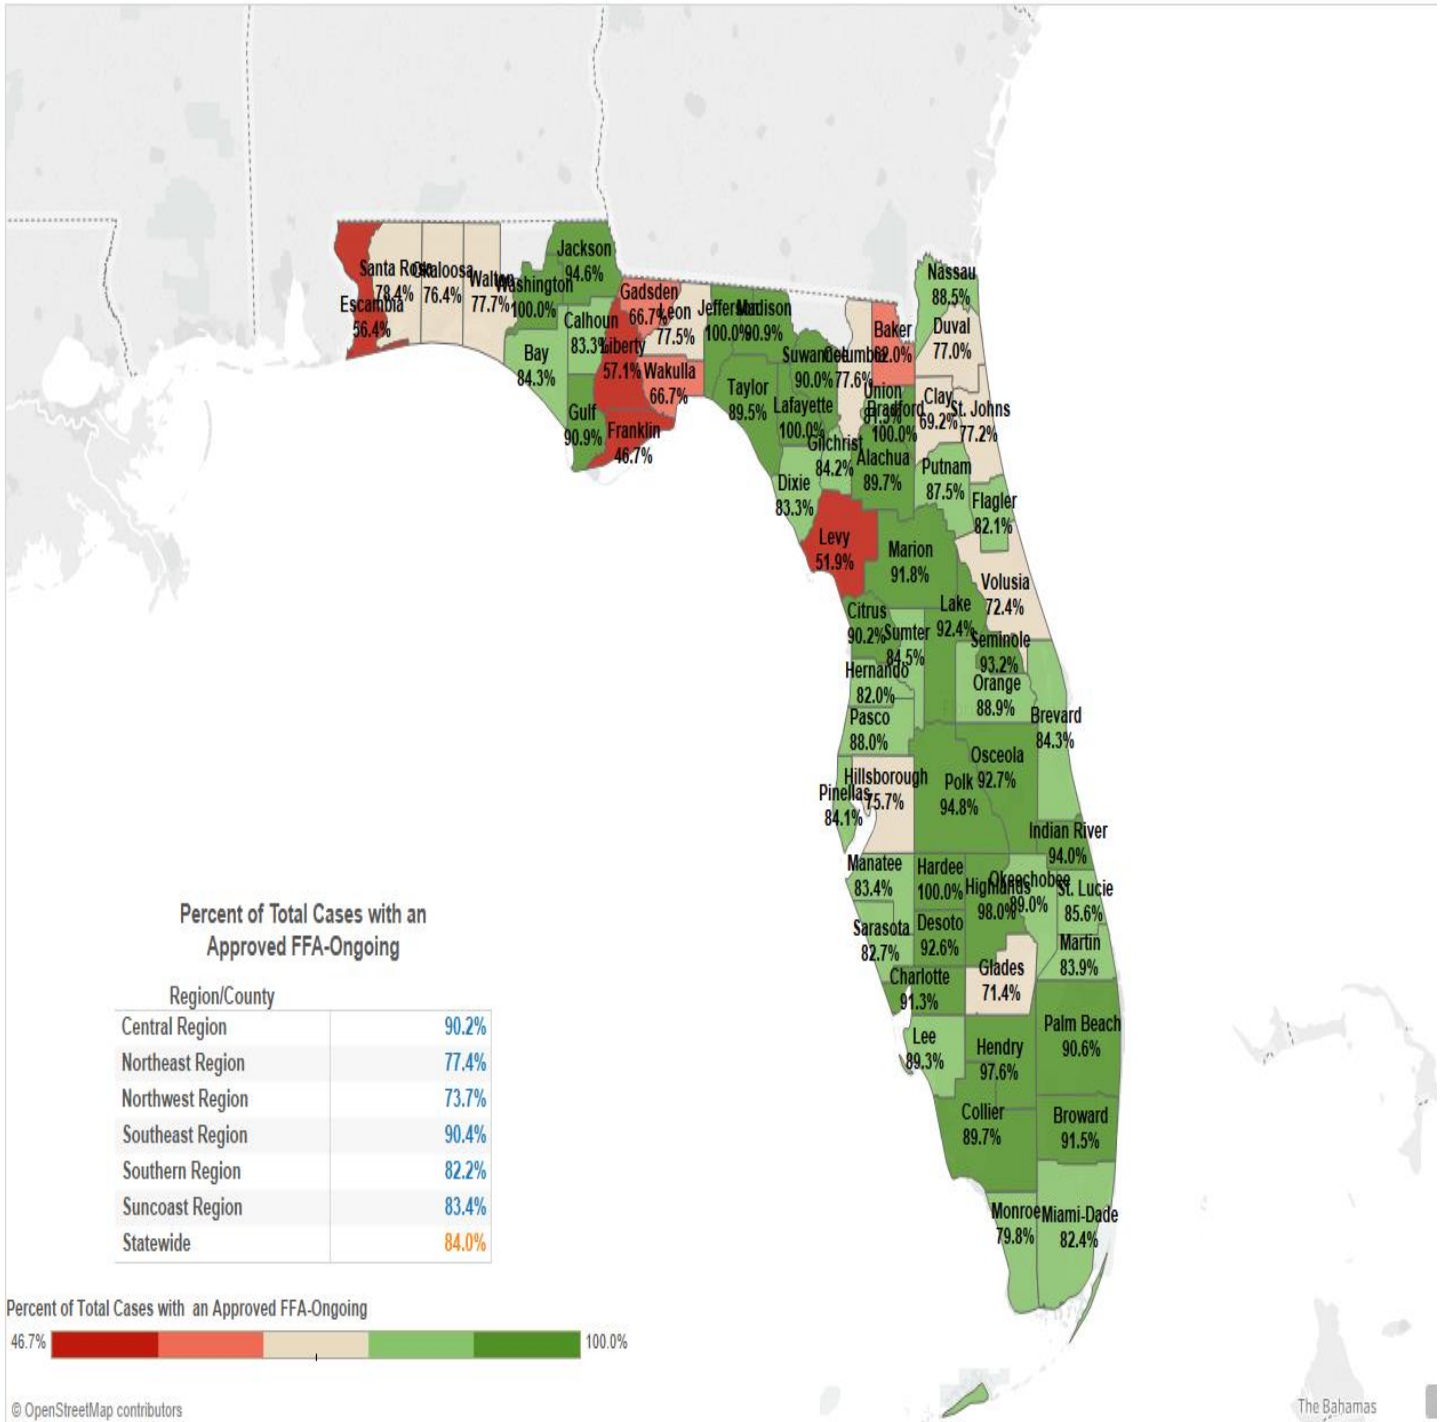 Jackson
94.6%
Santa Rosa
78.4%
Okaloosa
76.4%
Walton
77.7%
Washington
100.0%
Escambia
56.4%
Calhoun
83.3%
Bay
84.3%
Gulf
90.9%
Gadsden
66.7%
Liberty
57.1%
Leon
77.5%
Wakulla
66.7%
Franklin
46.7%
Jefferson
100.0%
Madison
90.9%
Taylor
89.5%
Suwannee
90.0%
Lafayette
100.0%
Columbia
77.6%
Baker
62.0%
Nassau
88.5%
Duval
77.0%
Union
Bradford
100.0%
Clay
69.2%
St. Johns
77.2%
Gilchrist
84.2%
Alachua
89.7%
Dixie
83.3%
Putnam
87.5%
Flagler
82.1%
Levy
51.9%
Marion
91.8%
Volusia
72.4%
Citrus
90.2%
Sumter
84.5%
Lake
92.4%
Seminole
93.2%
Hernando
82.0%
Orange
88.9%
Pasco
88.0%
Brevard
84.3%
Pinellas
84.1%
Hillsborough
75.7%
Polk
94.8%
Osceola
92.7%
Indian River
94.0%
Manatee
83.4%
Hardee
100.0%
Highlands
98.0%
Okeechobee
89.0%
St. Lucie
85.6%
Sarasota
82.7%
Desoto
92.6%
Martin
83.9%
Charlotte
91.3%
Glades
71.4%
Lee
89.3%
Hendry
97.6%
Palm Beach
90.6%
Collier
89.7%
Broward
91.5%
Monroe
79.8%
Miami-Dade
82.4%
Percent of Total Cases with an
Approved FFA-Ongoing
Region/County
Central Region 90.2%
Northeast Region 77.4%
Northwest Region 73.7%
Southeast Region 90.4%
Southern Region 82.2%
Suncoast Region 83.4%
Statewide 84.0%
Percent of Total Cases with an Approved FFA-Ongoing
46.7% 100.0%
© OpenStreetMap contributors
The Bahamas